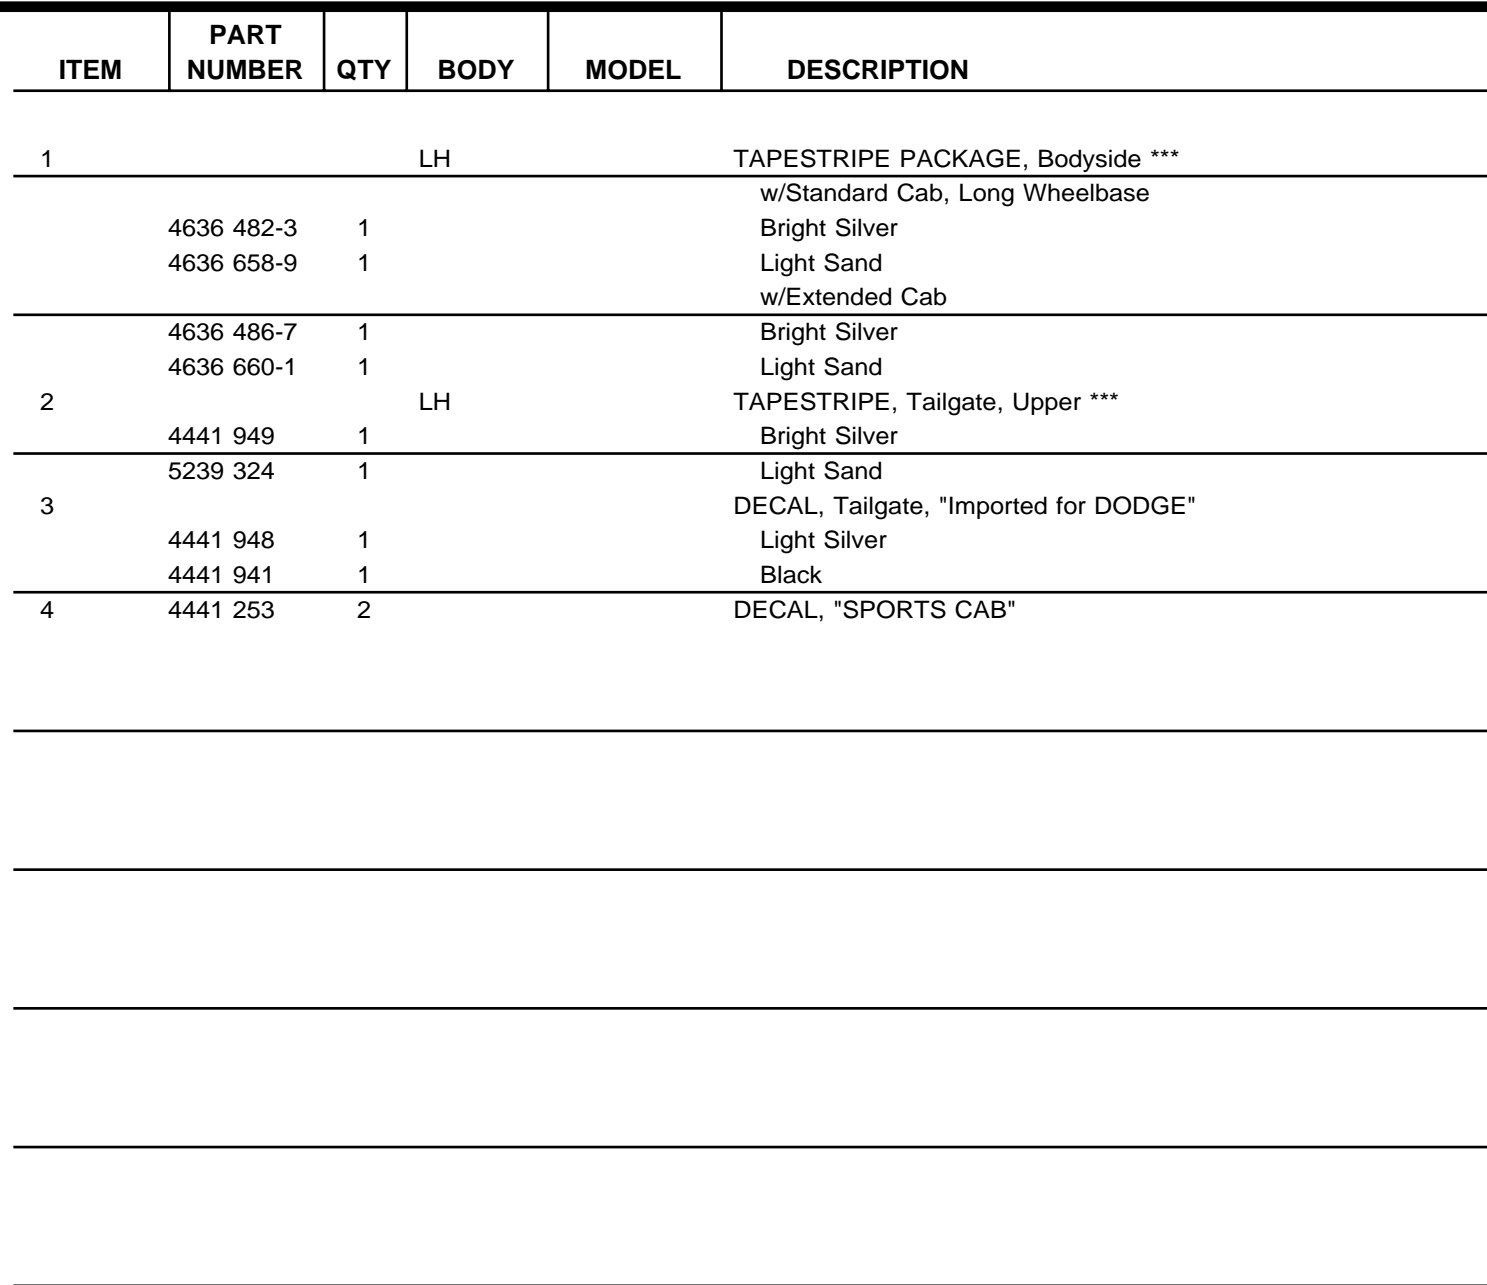 PART
ITEM NUMBER QTY BODY MODEL DESCRIPTION
1 LH TAPESTRIPE PACKAGE, Bodyside ***
w/Standard Cab, Long Wheelbase
4636 482-3 1 Bright Silver
4636 658-9 1 Light Sand
w/Extended Cab
4636 486-7 1 Bright Silver
4636 660-1 1 Light Sand
2 LH TAPESTRIPE, Tailgate, Upper ***
4441 949 1 Bright Silver
5239 324 1 Light Sand
3 DECAL, Tailgate, "Imported for DODGE"
4441 948 1 Light Silver
4441 941 1 Black
4 4441 253 2 DECAL, "SPORTS CAB"